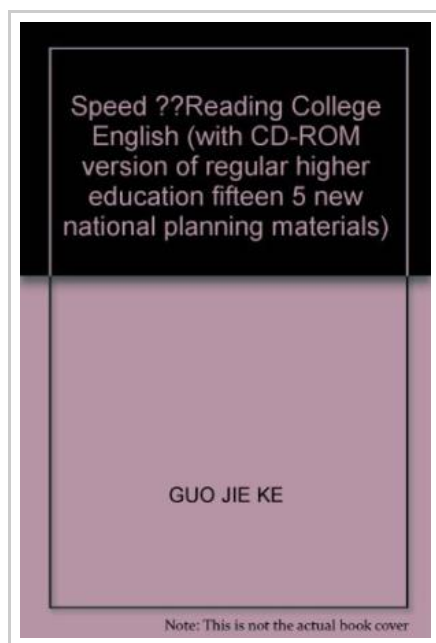 Speed ??Reading College
English (with CD-ROM
version of regular higher
education fifteen 5 new
national planning materials)
GUO JIE KE
Note: This is not the actual book cover